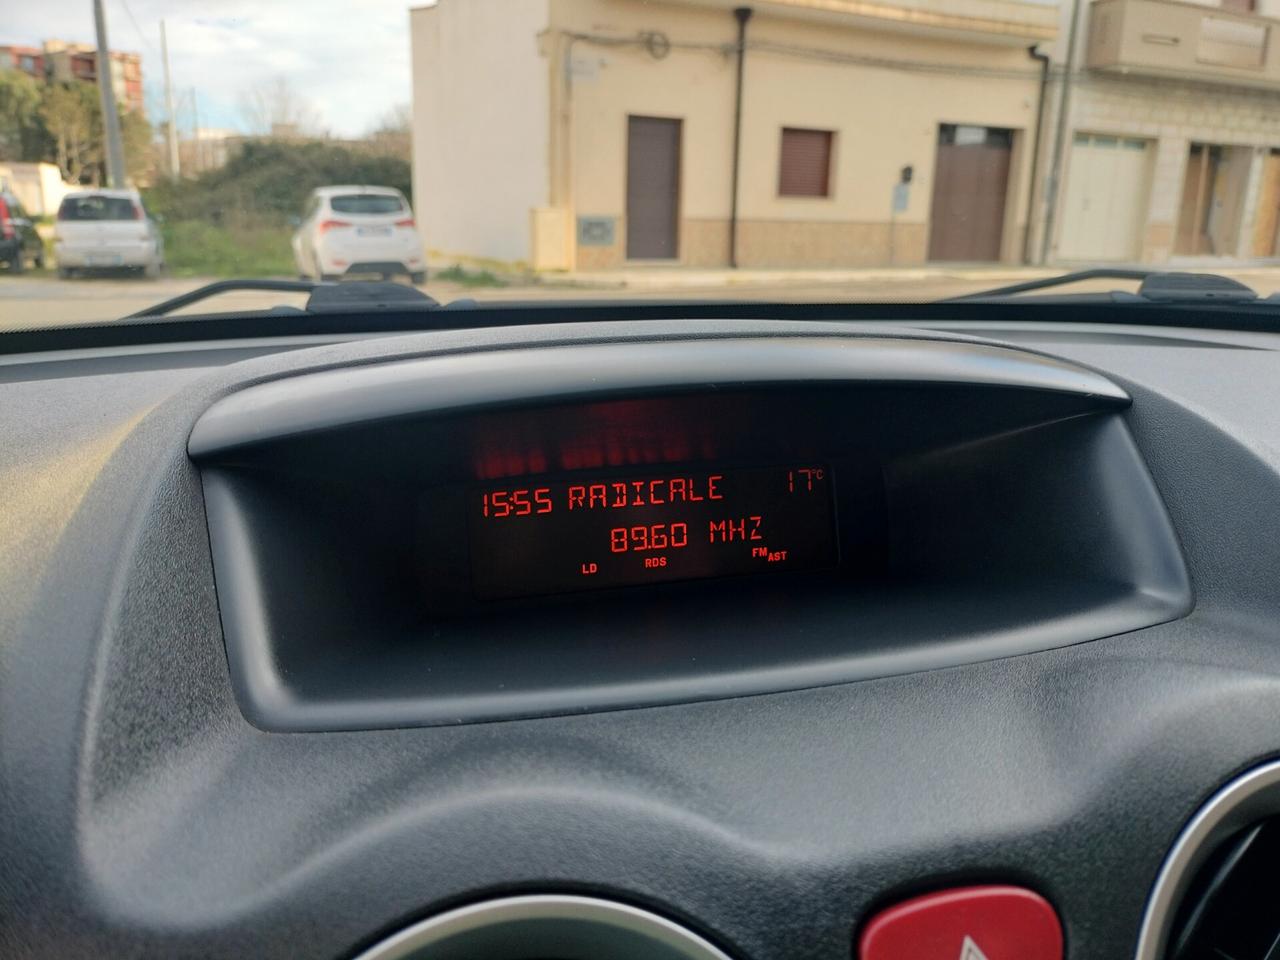 15:55 RADICALE 17°C
89.60 MHZ
LD RDS FM AST